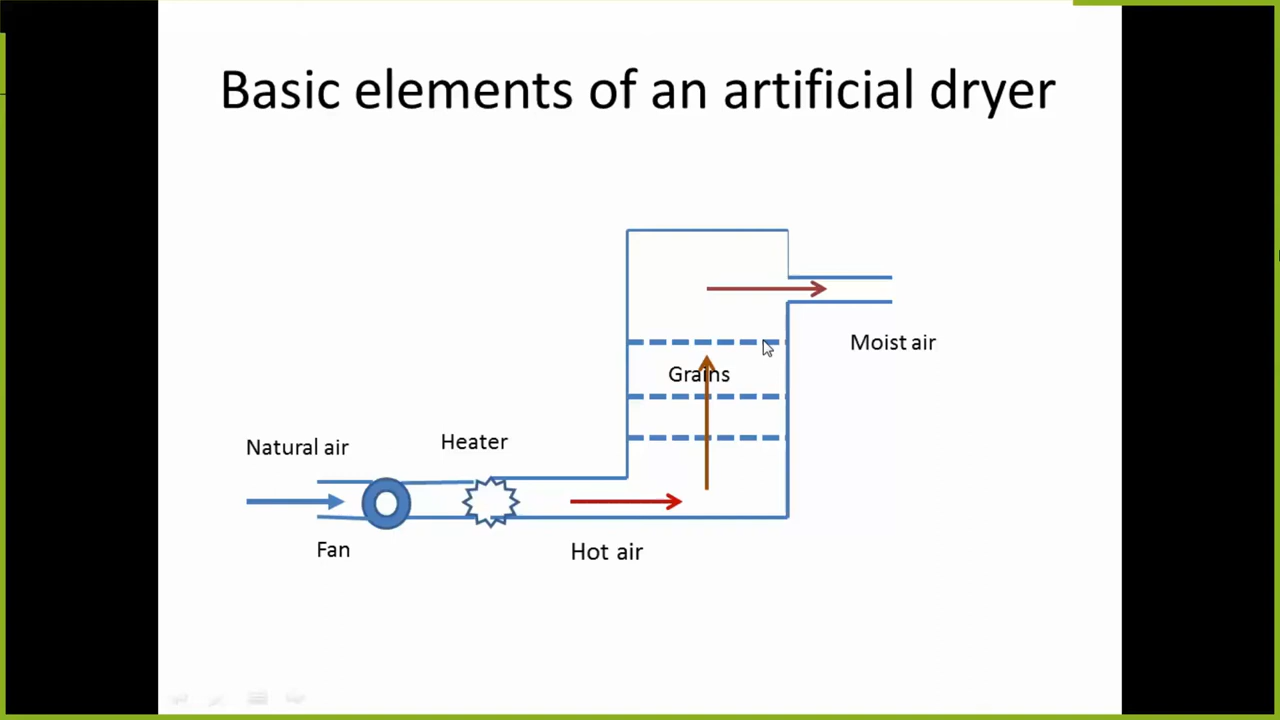 Basic elements of an artificial dryer
Moist air
Grains
Natural air
Heater
Fan
Hot air